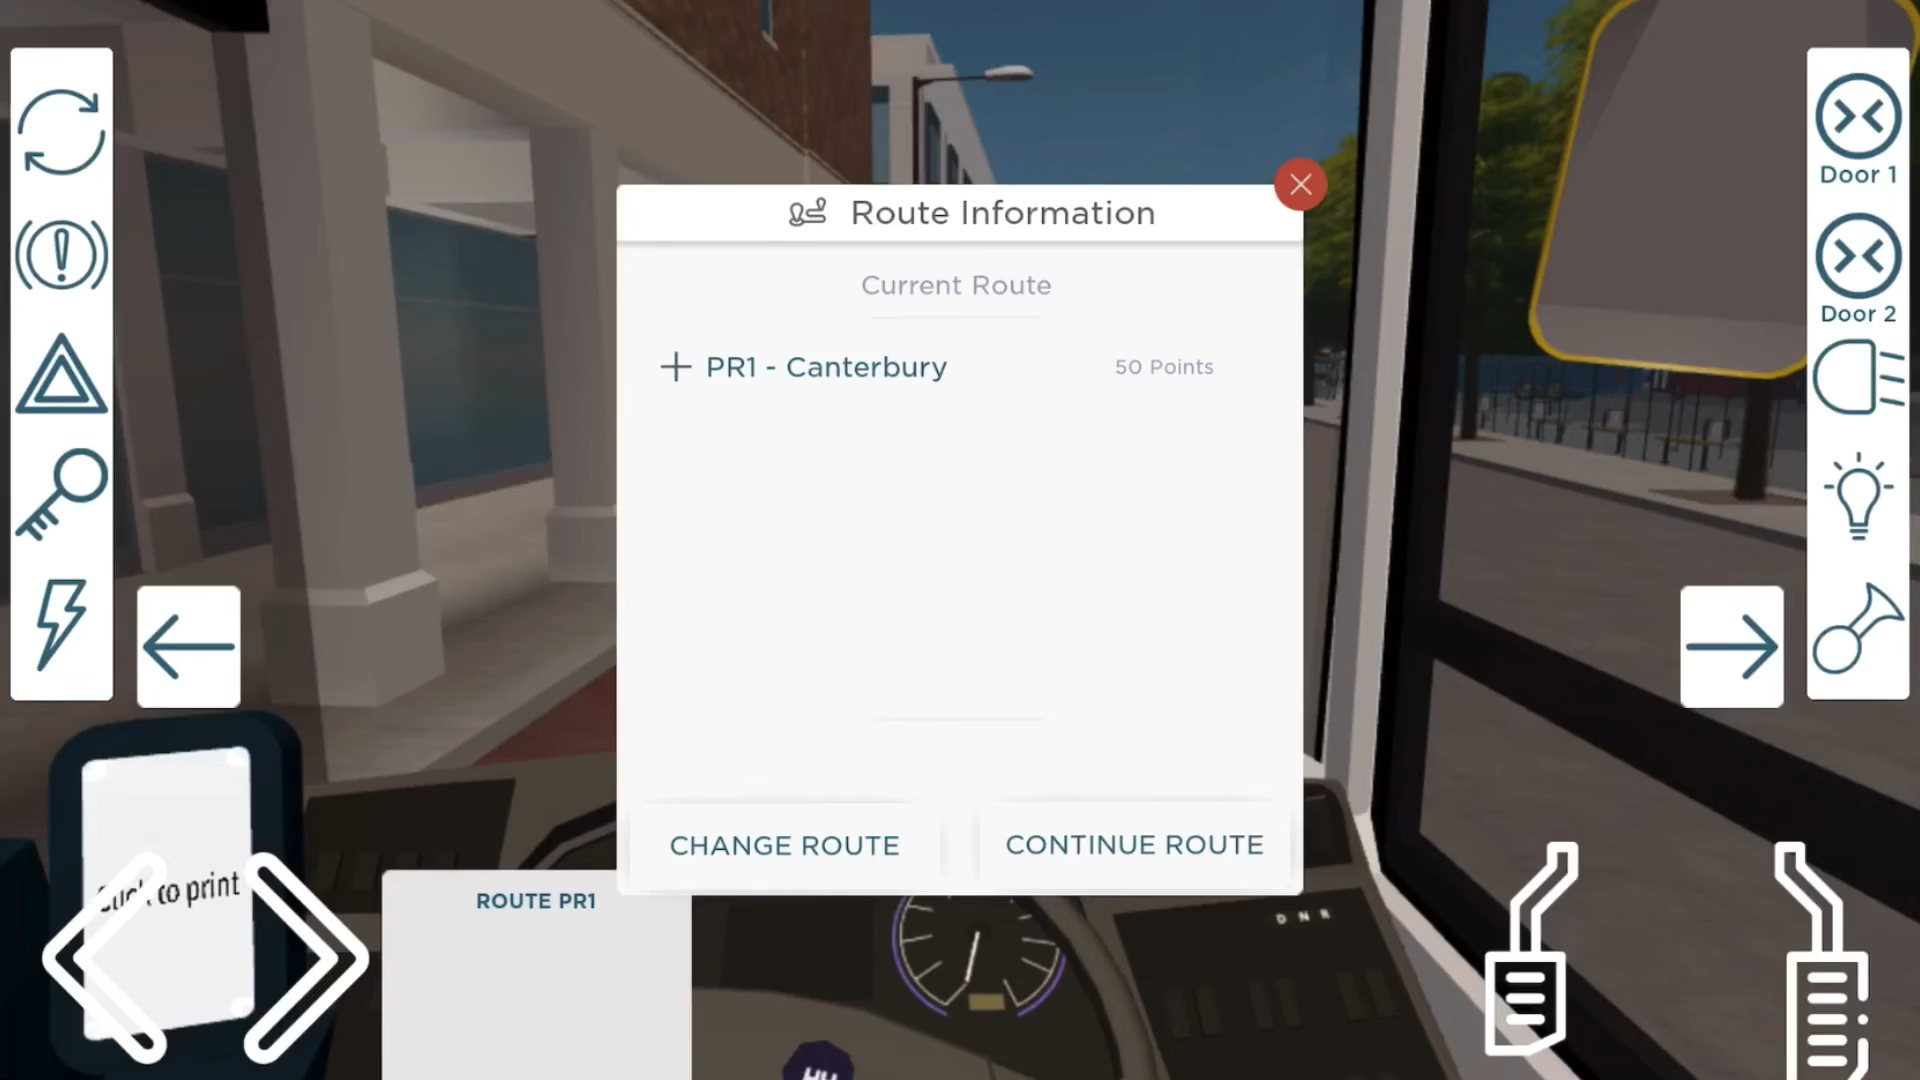 Route Information
Current Route
PR1 - Canterbury
50 Points
CHANGE ROUTE
CONTINUE ROUTE
Door 1
Door 2
to print
ROUTE PR1
D N R